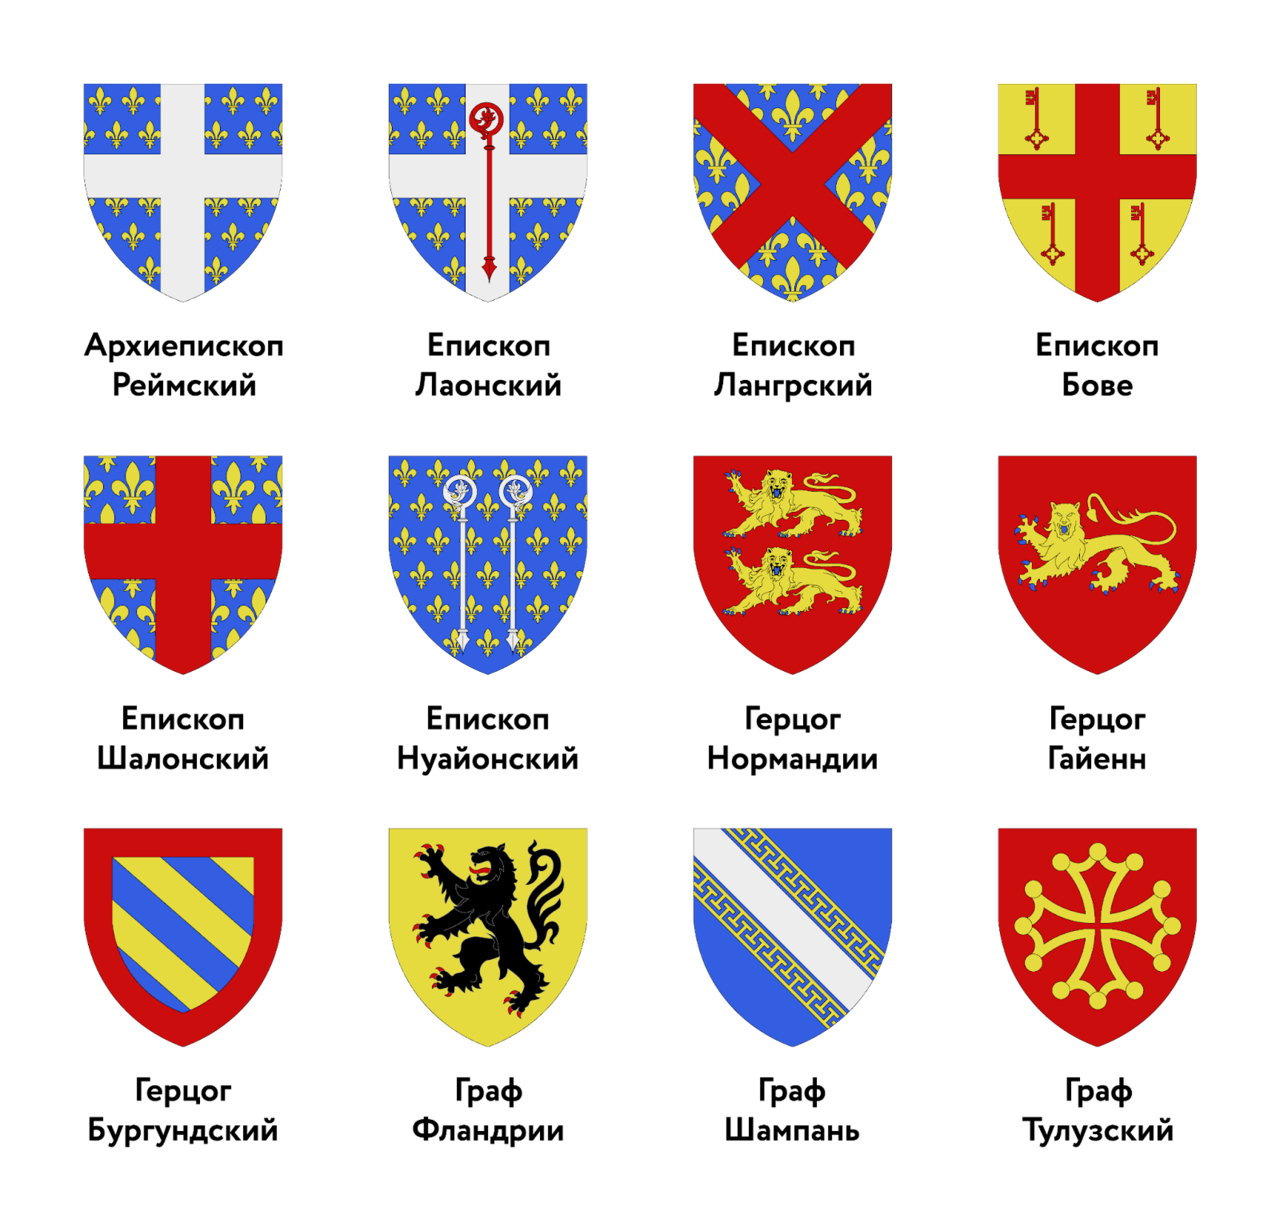 Архиепископ
Реймский
Епископ
Лаонский
Епископ
Лангрский
Епископ
Бове
Епископ
Шалонский
Епископ
Нуайонский
Герцог
Нормандии
Герцог
Гайенн
Герцог
Бургундский
Граф
Фландрии
Граф
Шампань
Граф
Тулузский